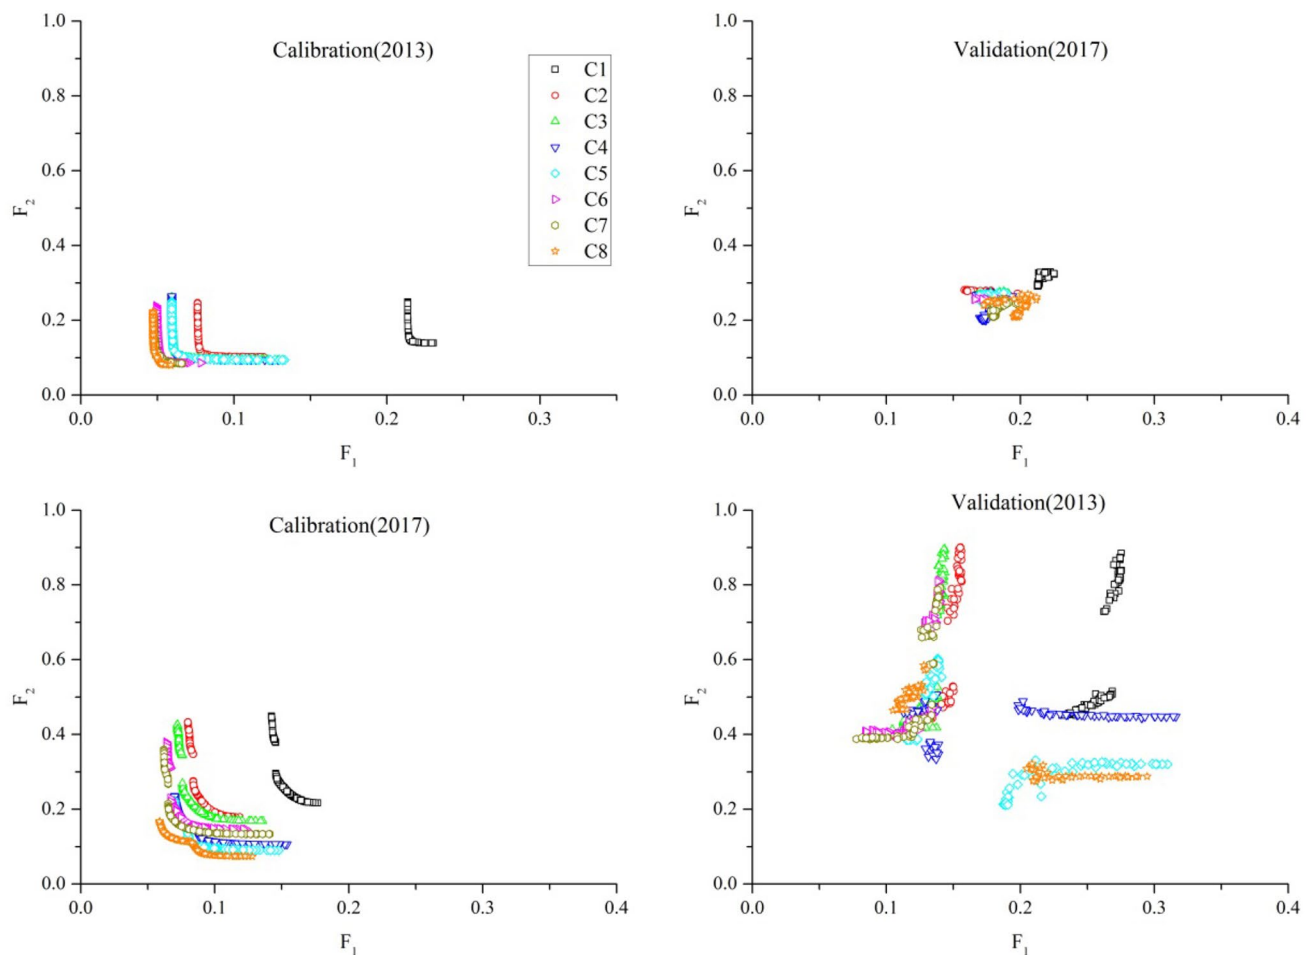 Calibration(2013)
1.0
0.8
0.6
0.4
0.2
0.0
F2
0.0 0.1 0.2 0.3
F1
C1
C2
C3
C4
C5
C6
C7
C8
Validation(2017)
1.0
0.8
0.6
0.4
0.2
0.0
F2
0.0 0.1 0.2 0.3 0.4
F1
Calibration(2017)
1.0
0.8
0.6
0.4
0.2
0.0
F2
0.0 0.1 0.2 0.3 0.4
F1
Validation(2013)
1.0
0.8
0.6
0.4
0.2
0.0
F2
0.0 0.1 0.2 0.3 0.4
F1